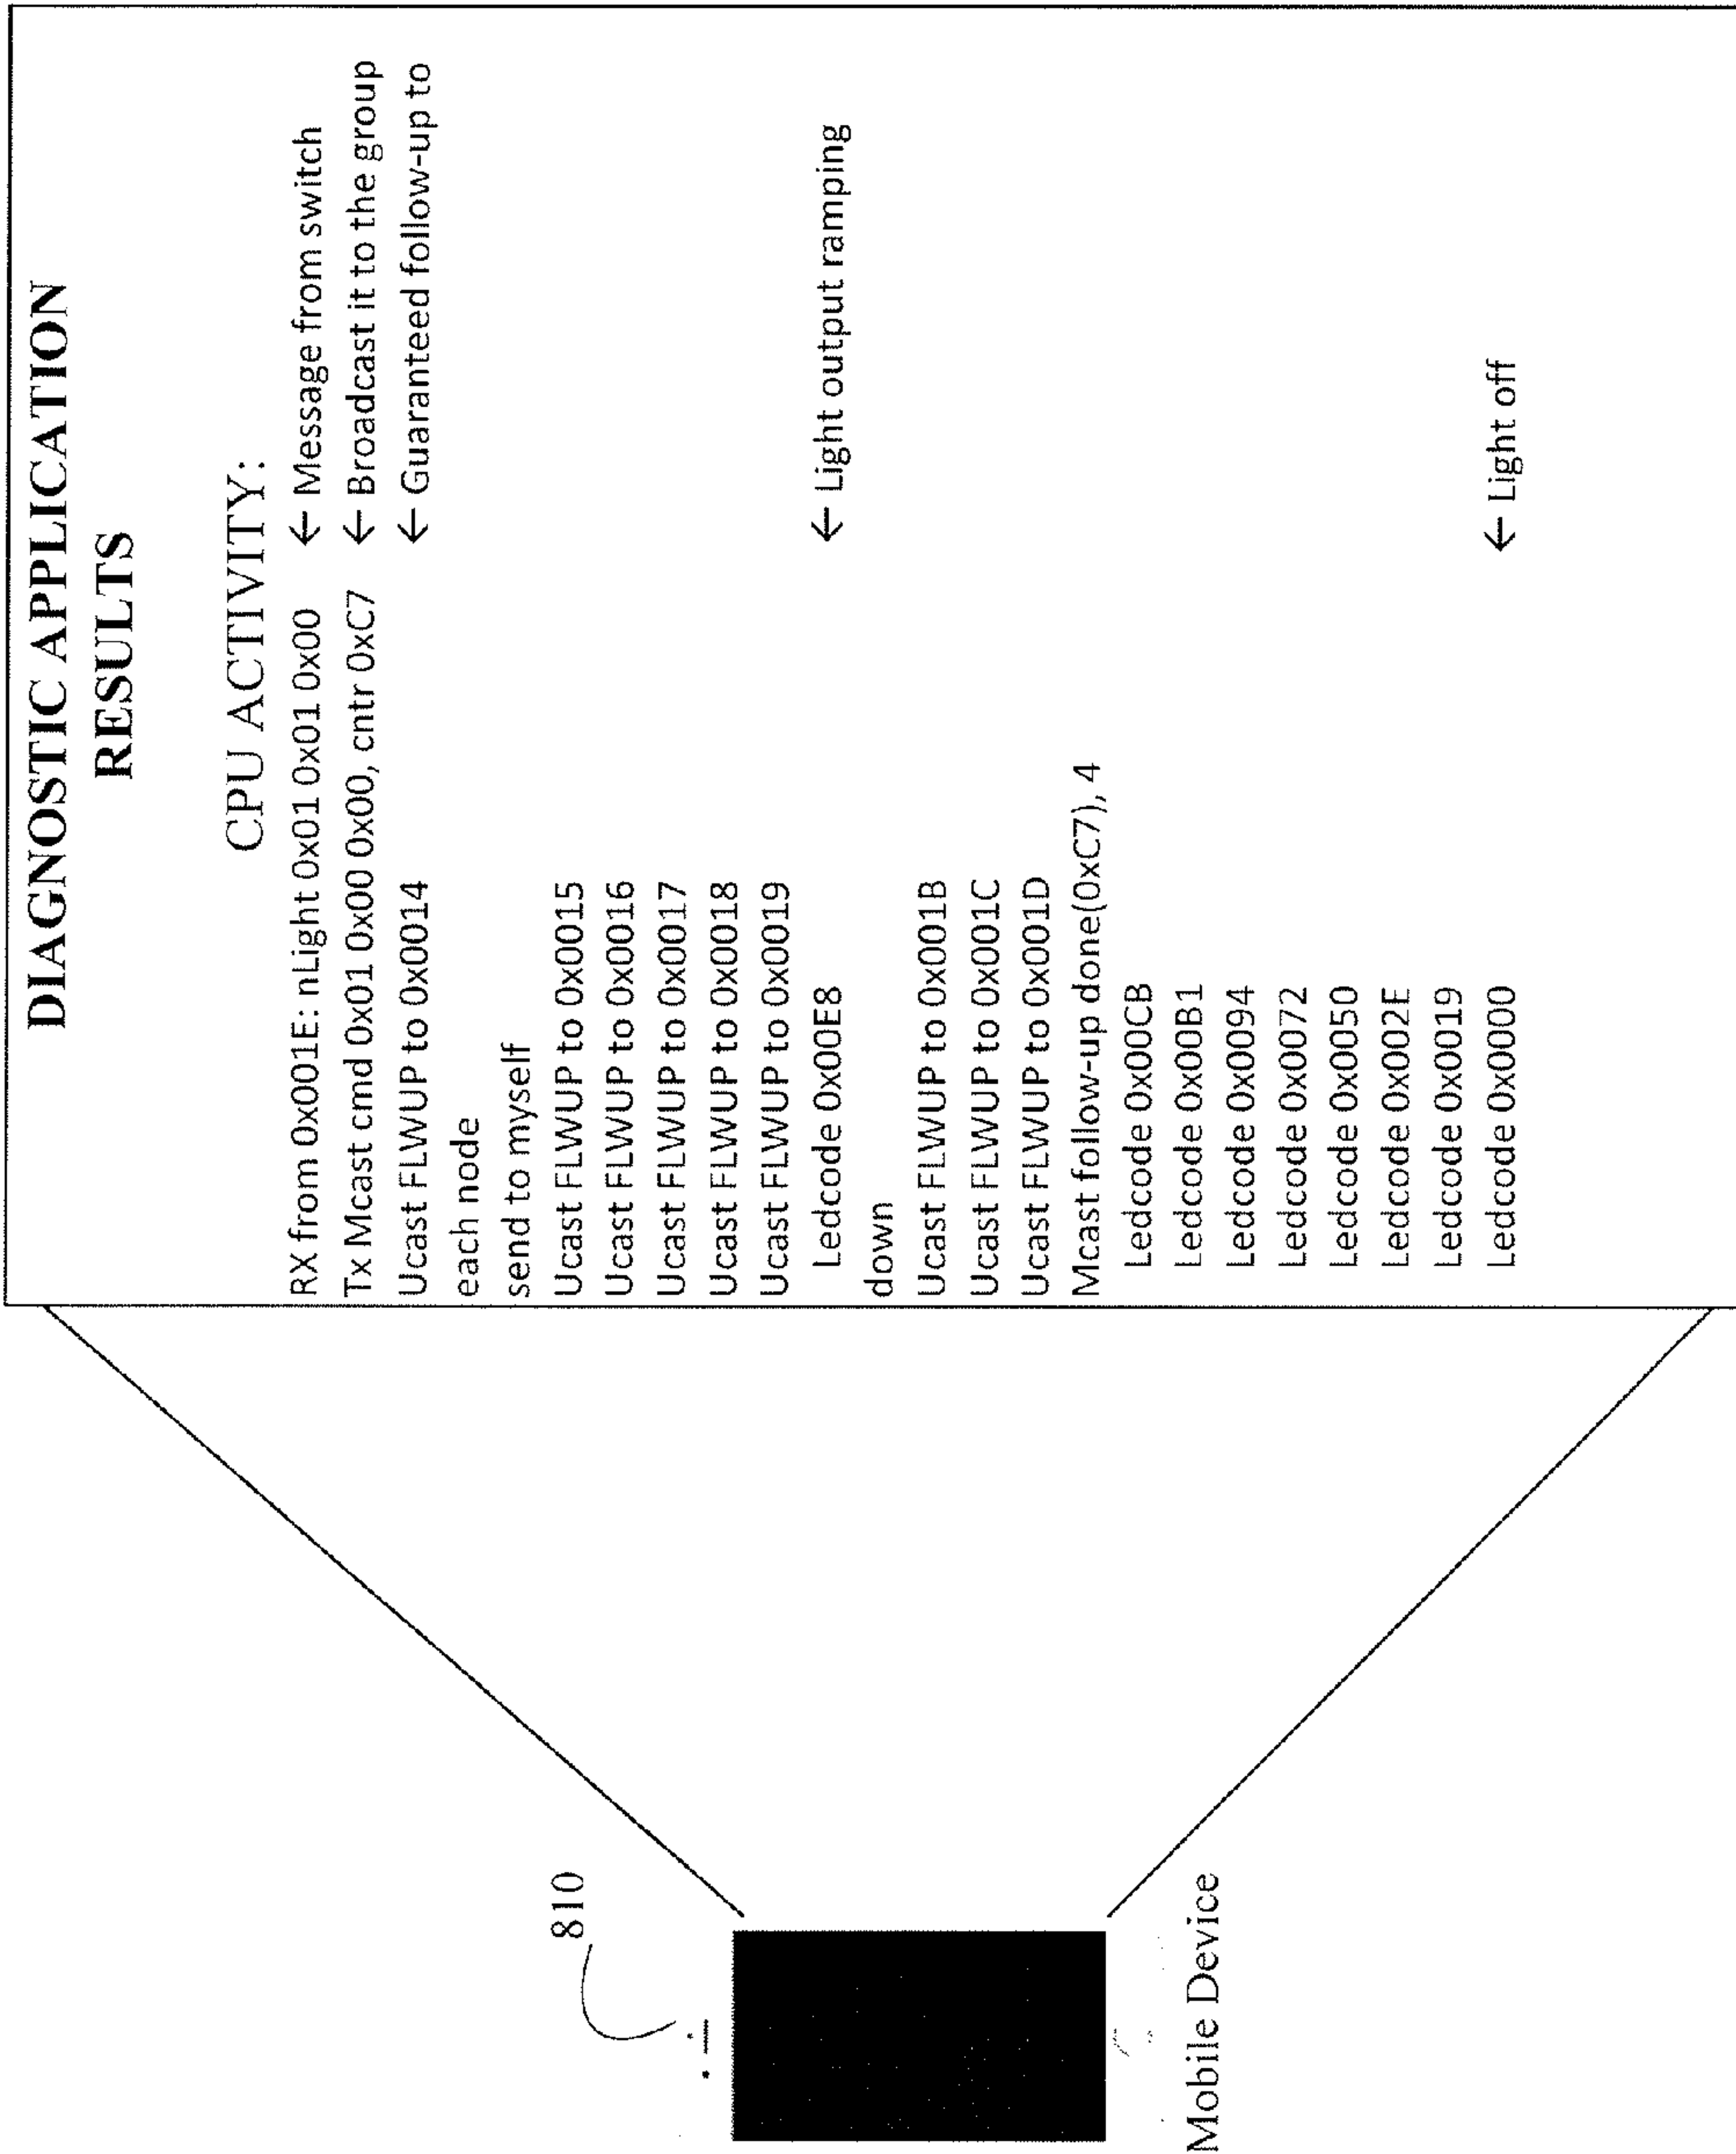 DIAGNOSTIC APPLICATION
RESULTS
CPU ACTIVITY:
RX from 0x001E: nLight 0x01 0x01 0x00 ← Message from switch
Tx Mcast cmd 0x01 0x00 0x00, cntr 0xC7 ← Broadcast it to the group
Ucast FLWUP to 0x0014 ← Guaranteed follow-up to
each node
send to myself
Ucast FLWUP to 0x0015
Ucast FLWUP to 0x0016
Ucast FLWUP to 0x0017
Ucast FLWUP to 0x0018
Ucast FLWUP to 0x0019
Ledcode 0x00E8 ← Light output ramping
down
Ucast FLWUP to 0x001B
Ucast FLWUP to 0x001C
Ucast FLWUP to 0x001D
Mcast follow-up done(0xC7), 4
Ledcode 0x00CB
Ledcode 0x00B1
Ledcode 0x0094
Ledcode 0x0072
Ledcode 0x0050
Ledcode 0x002E
Ledcode 0x0019
Ledcode 0x0000 ← Light off
810
Mobile Device